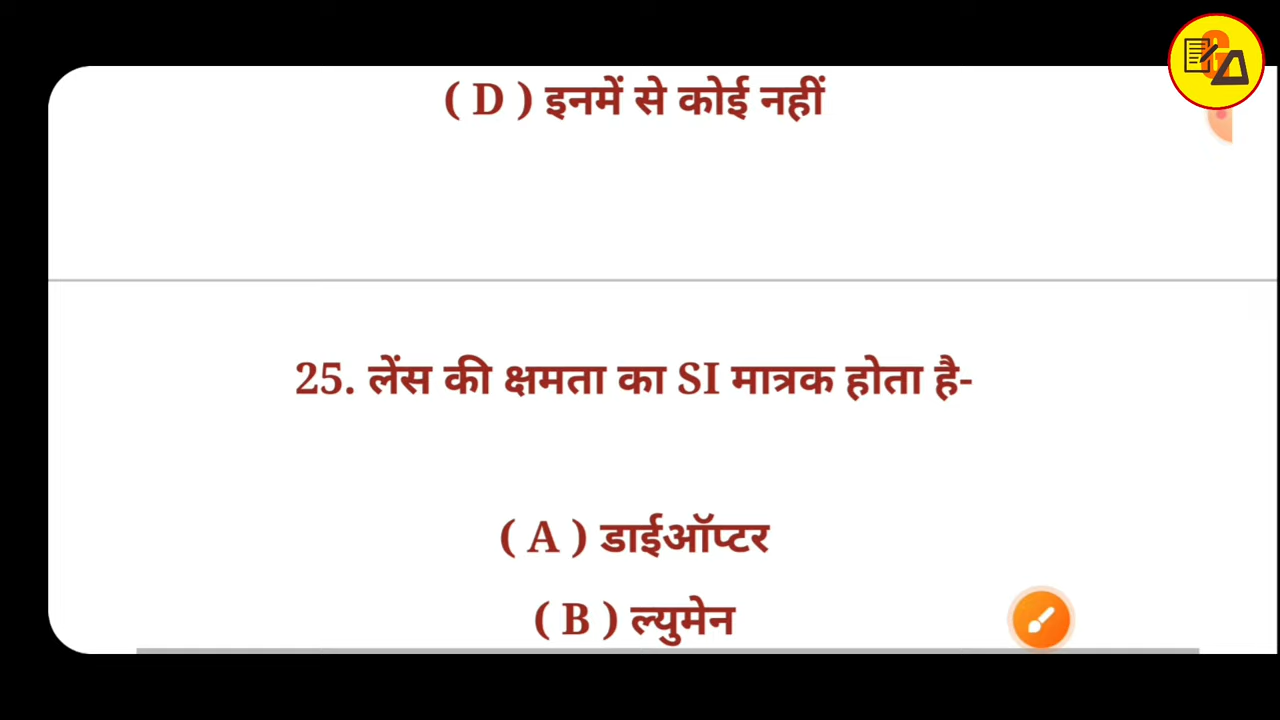 ( D ) इनमें से कोई नहीं
25. लेंस की क्षमता का SI मात्रक होता है-
( A ) डाईऑप्टर
( B ) ल्युमेन